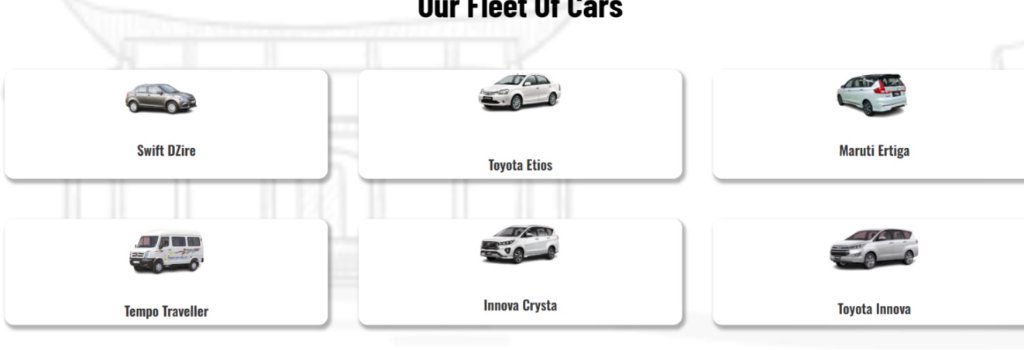 Our Fleet Of Cars
Swift DZire
Toyota Etios
Maruti Ertiga
Tempo Traveller
Innova Crysta
Toyota Innova